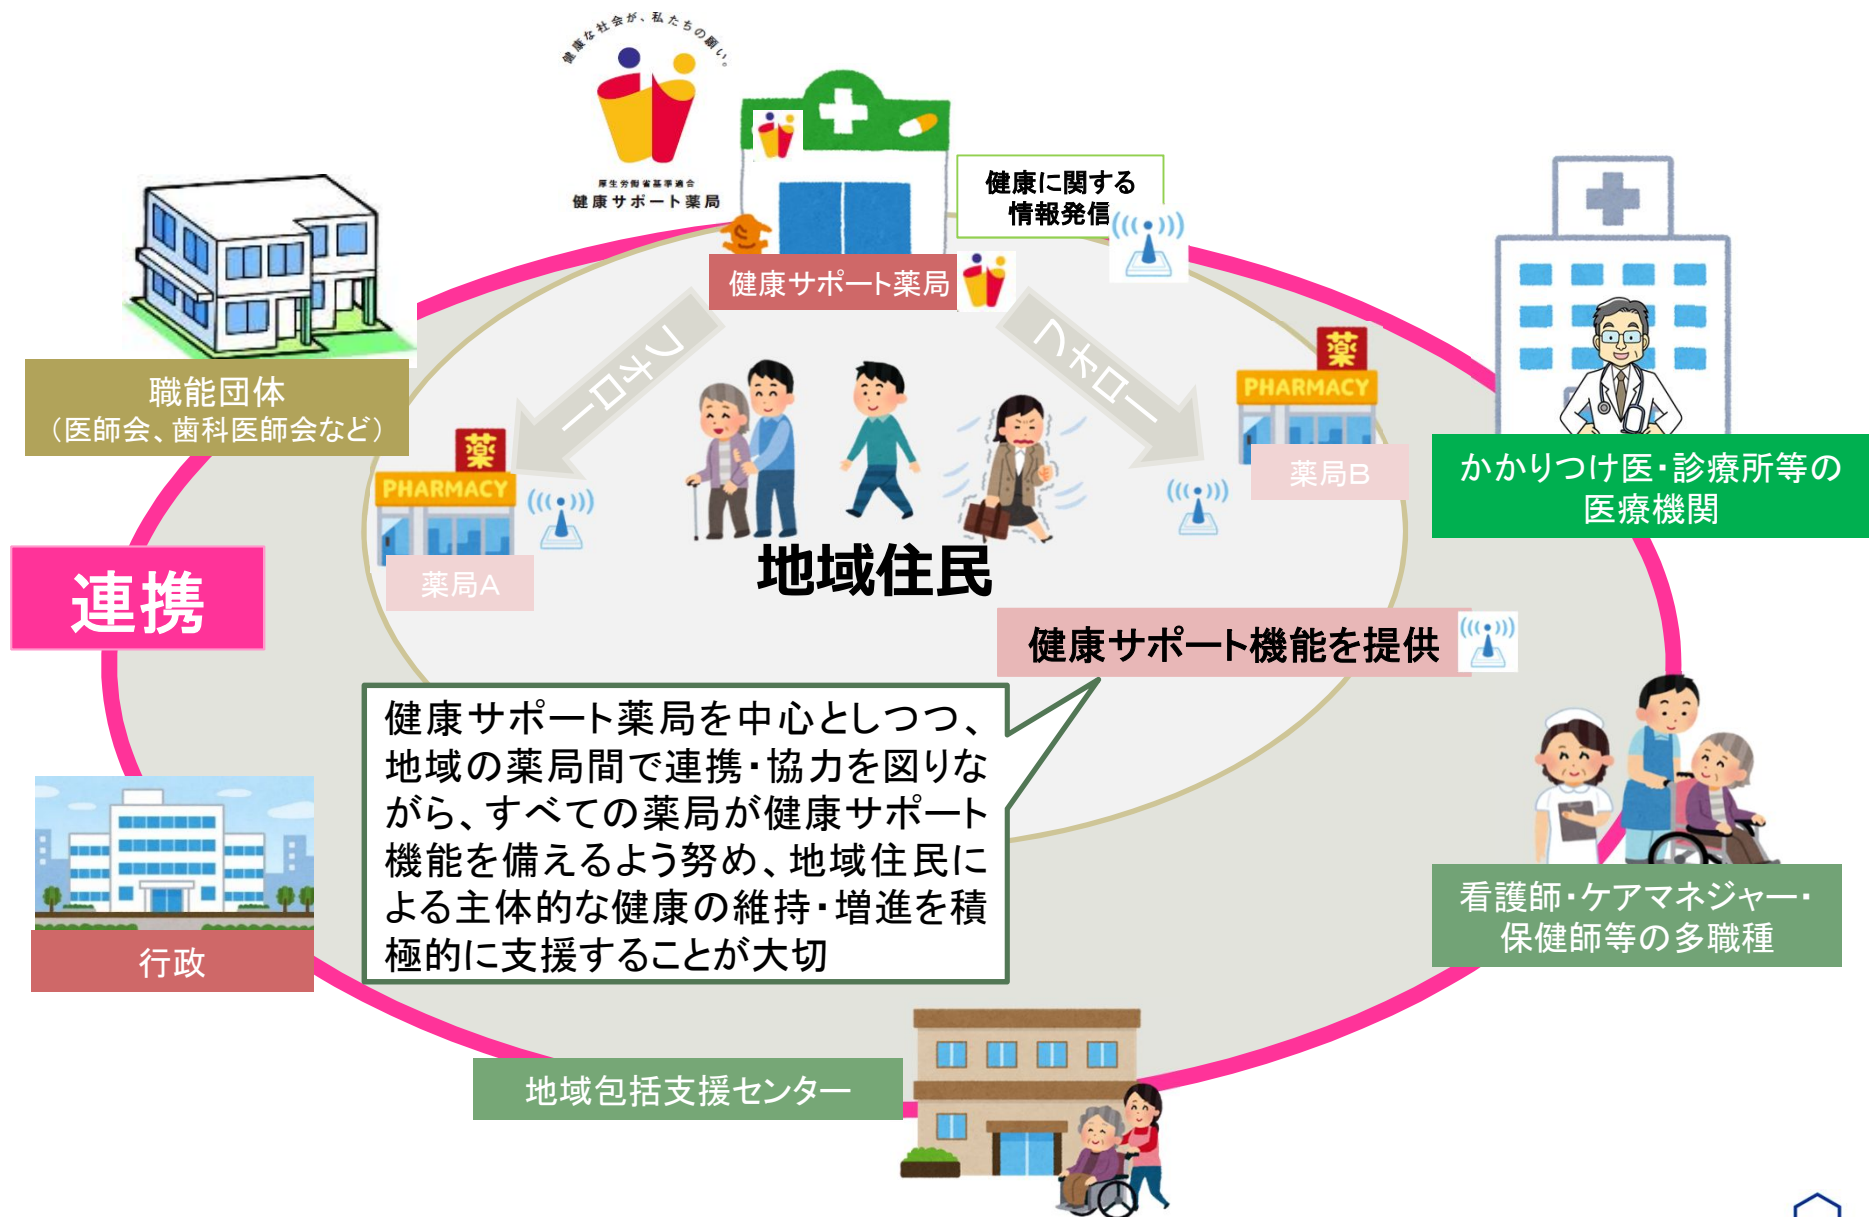 健康な社会が、私たちの願い。
厚生労働省基準適合
健康サポート薬局
健康に関する
情報発信
健康サポート薬局
フォロー
フォロー
職能団体
（医師会、歯科医師会など）
薬
PHARMACY
薬局A
薬
PHARMACY
薬局B
かかりつけ医・診療所等の
医療機関
地域住民
連携
健康サポート機能を提供
健康サポート薬局を中心としつつ、
地域の薬局間で連携・協力を図りな
がら、すべての薬局が健康サポート
機能を備えるよう努め、地域住民に
よる主体的な健康の維持・増進を積
極的に支援することが大切
行政
看護師・ケアマネジャー・
保健師等の多職種
地域包括支援センター